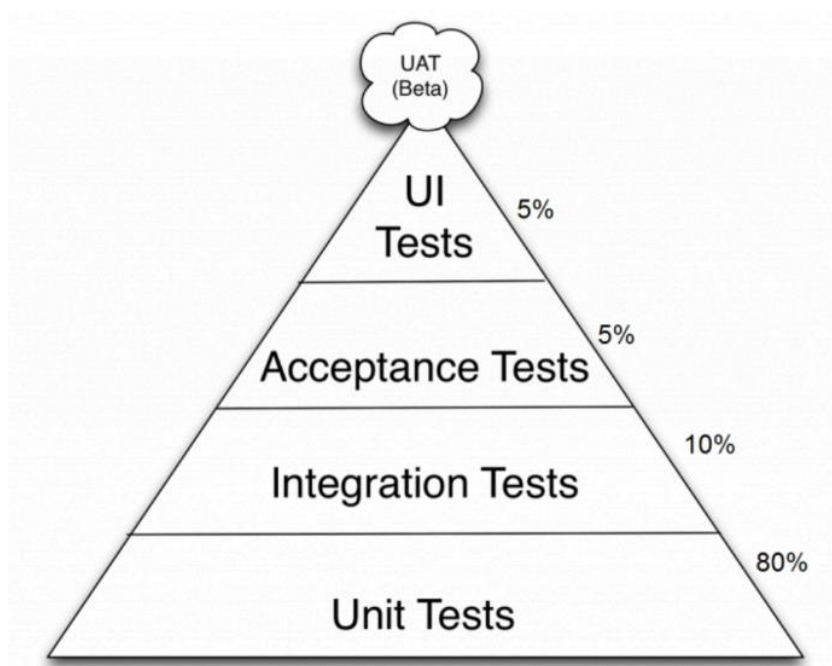 UAT
(Beta)
UI
Tests
5%
5%
Acceptance Tests
10%
Integration Tests
80%
Unit Tests